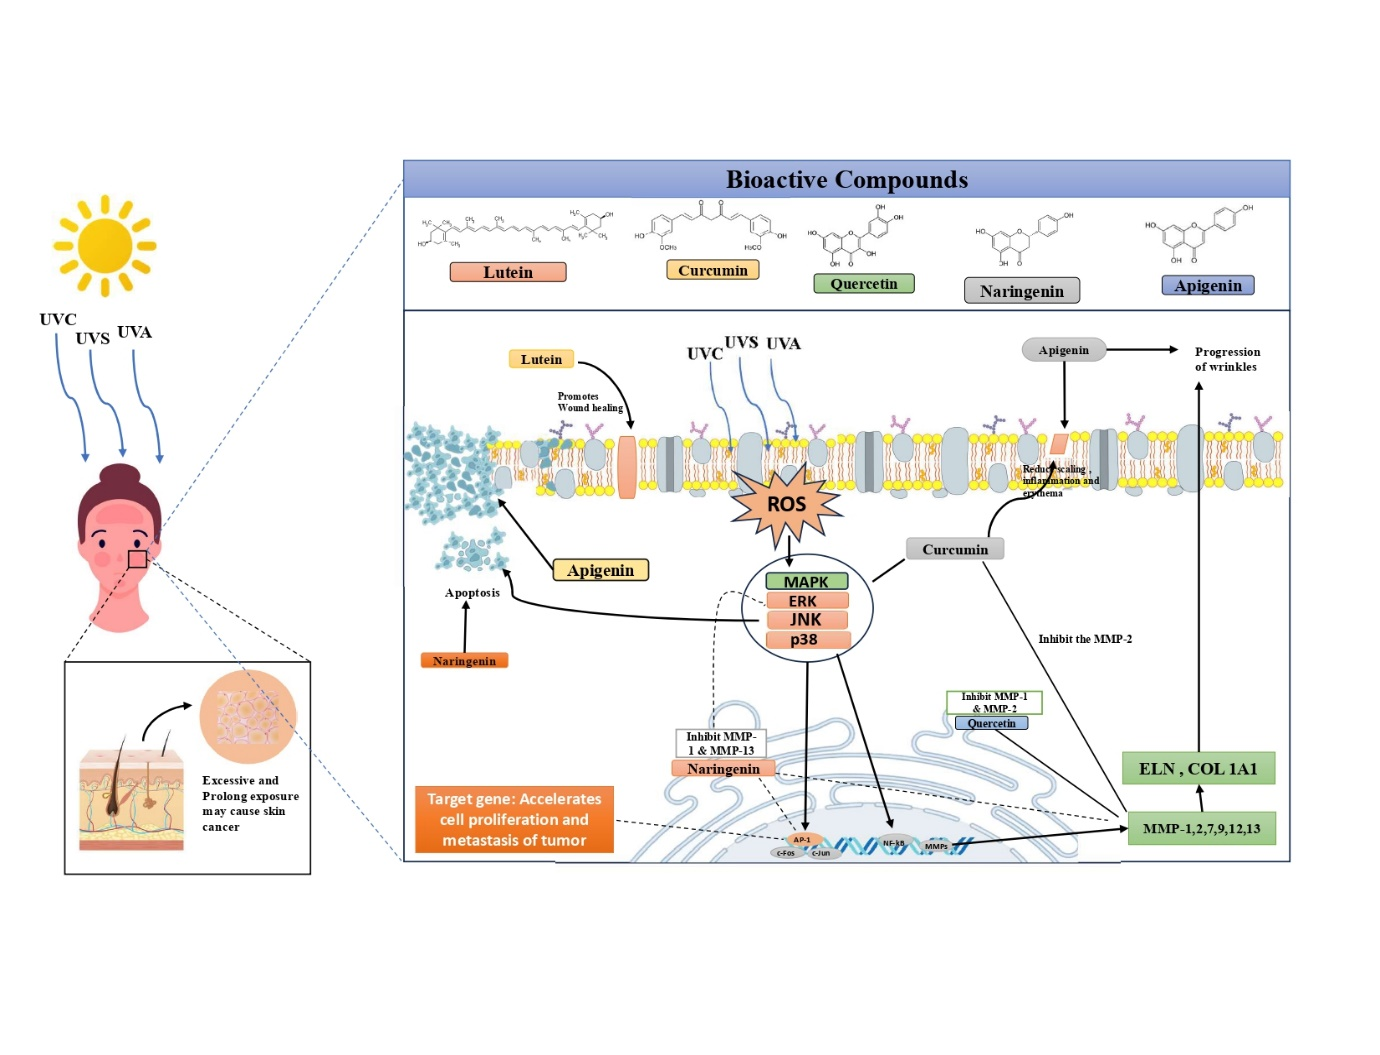 Bioactive Compounds
Lutein
Curcumin
Quercetin
Naringenin
Apigenin
UVC
UVS
UVA
Excessive and
Prolong exposure
may cause skin
cancer
Lutein
Promotes
Wound healing
UVC
UVS
UVA
Apigenin
Progression
of wrinkles
Reduce scaling ,
inflammation and
erythema
ROS
Curcumin
Apigenin
Apoptosis
Naringenin
MAPK
ERK
JNK
p38
Inhibit the MMP-2
Inhibit MMP-1
& MMP-2
Quercetin
Inhibit MMP-
1 & MMP-13
Naringenin
Target gene: Accelerates
cell proliferation and
metastasis of tumor
AP-1
c-Fos
c-Jun
NF-kB
MMPs
ELN , COL 1A1
MMP-1,2,7,9,12,13